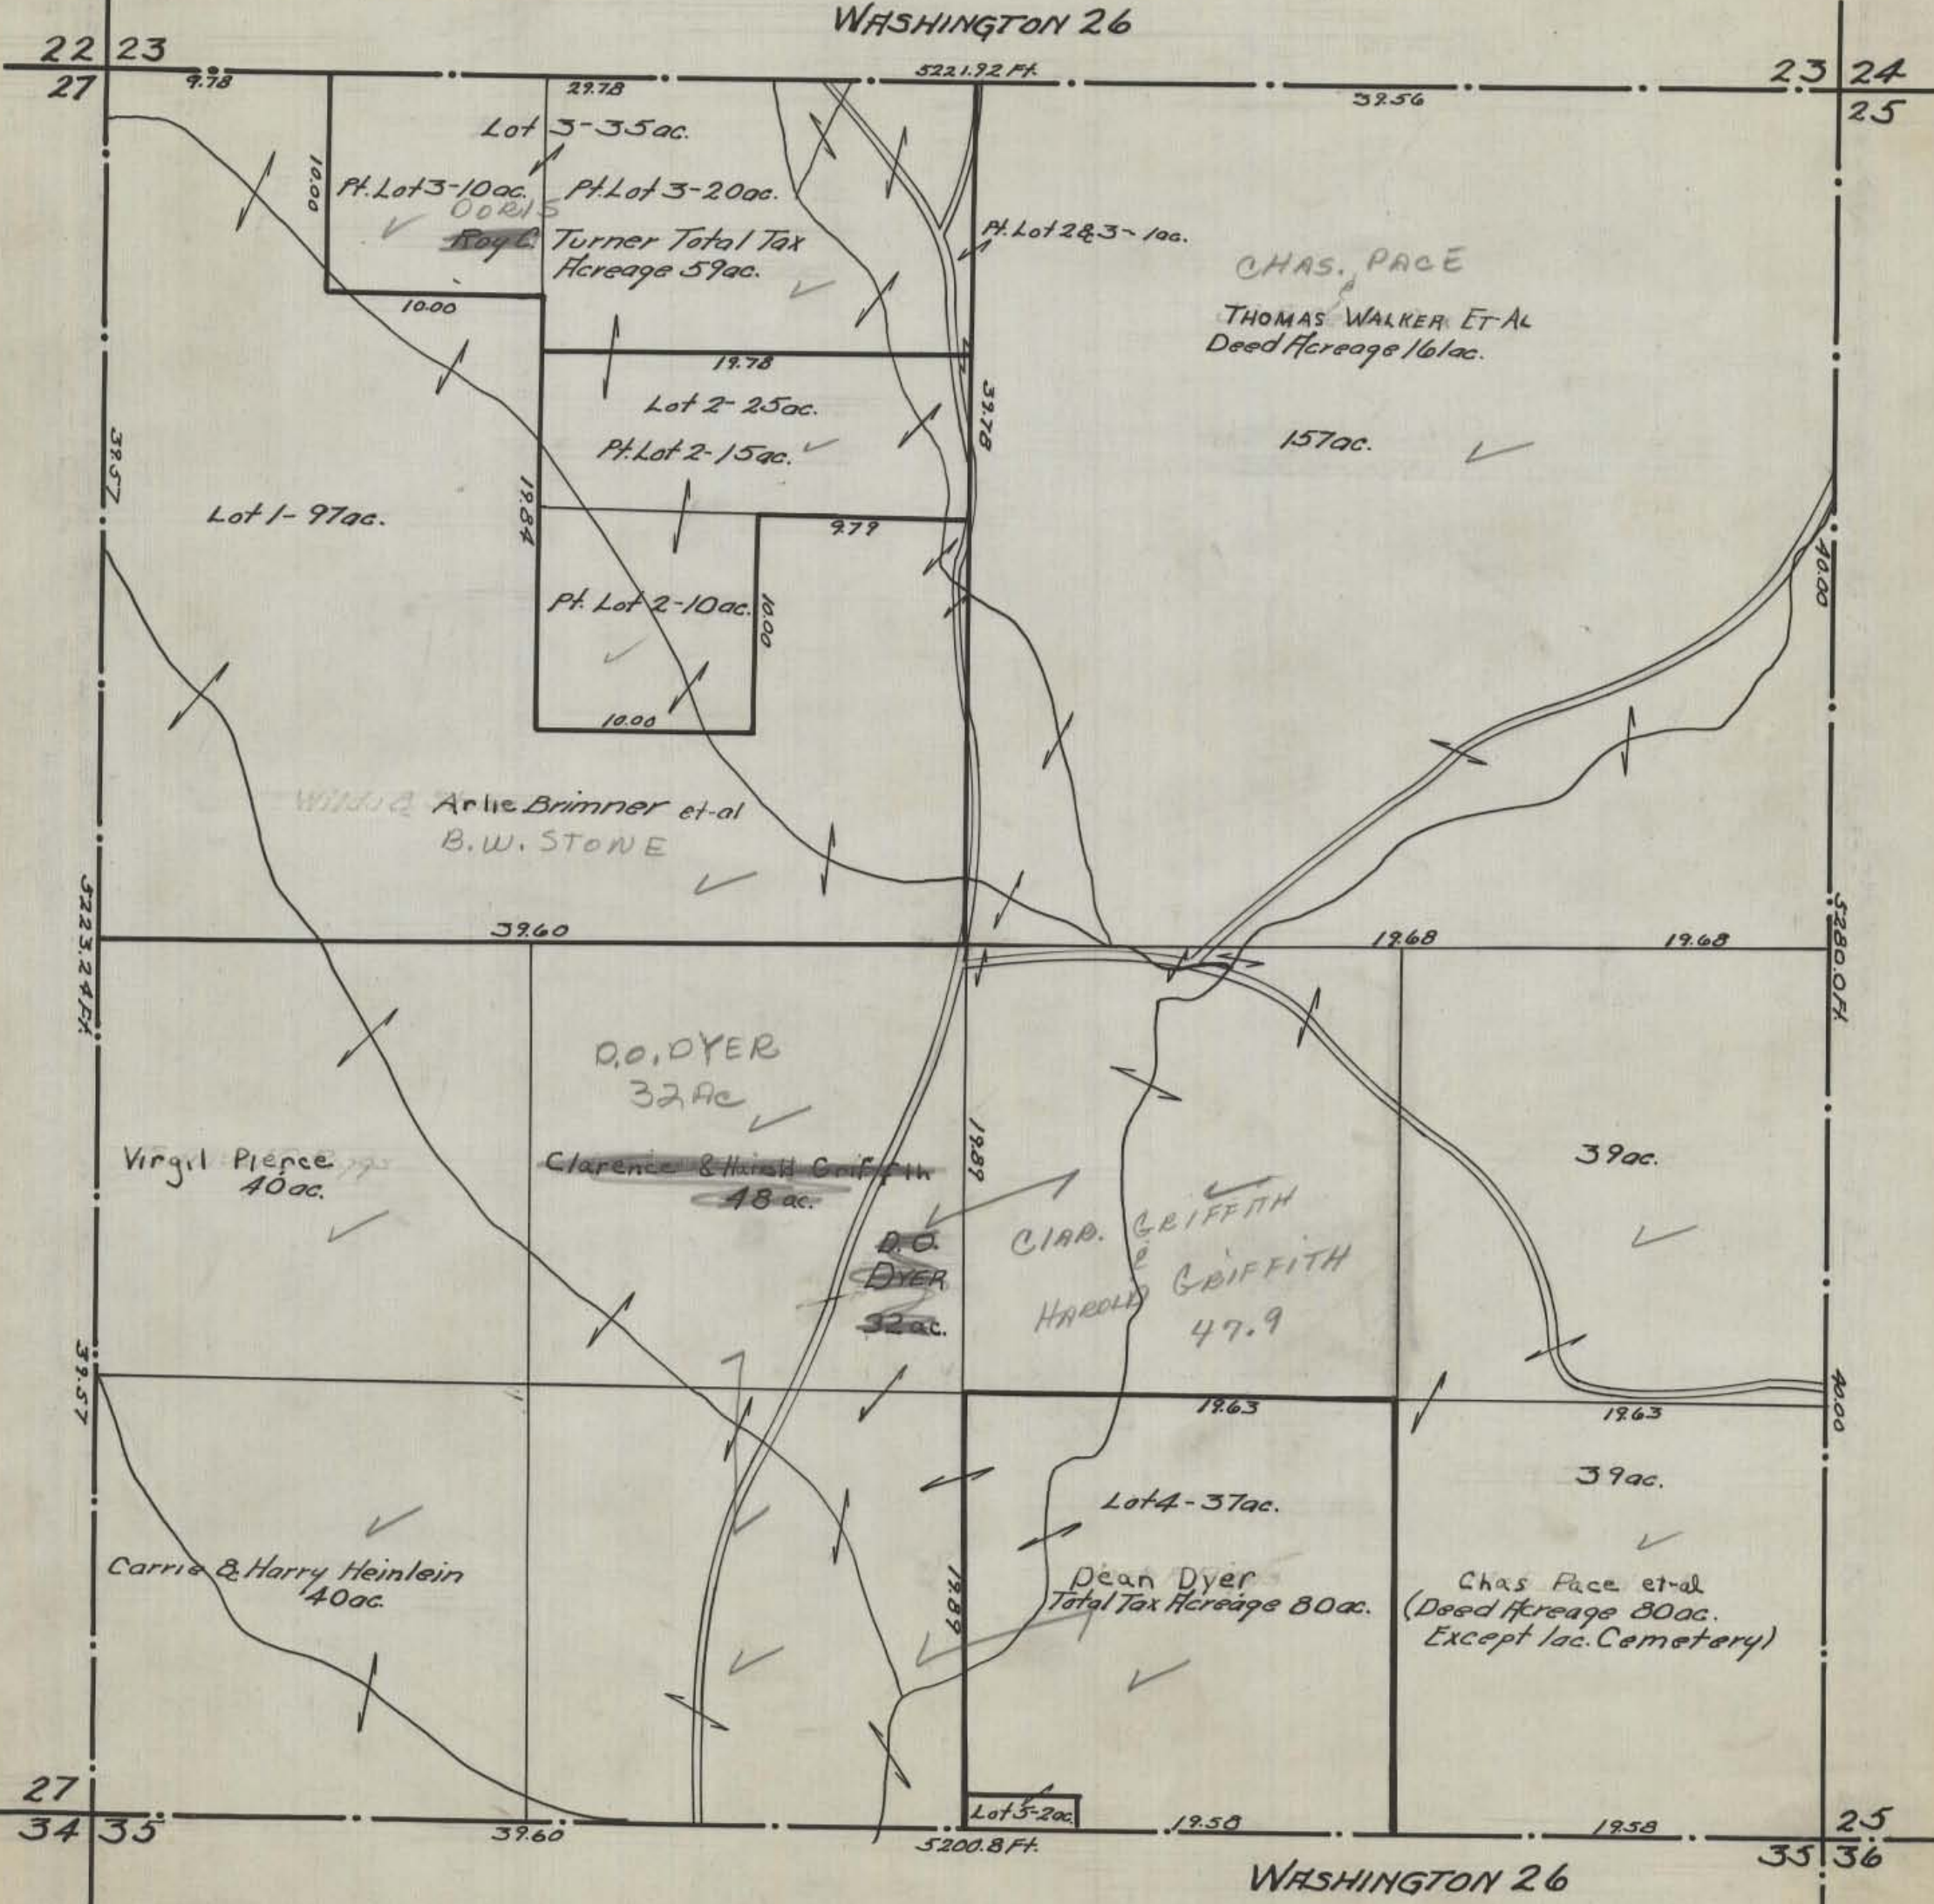 WASHINGTON 26
22 23
27
23 24
25
9.78
29.78
5221.92 Ft.
39.56
Lot 3-35ac.
10.00
Pt. Lot 3-10ac.
Pt. Lot 3-20ac.
DORIS
Roy C. Turner Total Tax
Acreage 59ac.
Pt. Lot 2&3-1ac.
CHAS. PACE
&
THOMAS WALKER ET-AL
Deed Acreage 161ac.
10.00
19.78
39.78
Lot 2-25ac.
Pt. Lot 2-15ac.
157ac.
39.57
Lot 1-97ac.
19.84
9.79
40.00
Pt. Lot 2-10ac.
10.00
10.00
Arlie Brimner et-al
B.W. STONE
5223.24 Ft.
39.60
19.68
19.68
5280.0 Ft.
D.O. DYER
32 Ac
Virgil Pierce
40ac.
Clarence & Harold Griffith
48 ac.
19.89
39ac.
D.O.
DYER
32ac.
CLAR. GRIFFITH
&
HAROLD GRIFFITH
47.9
39.57
19.63
19.63
40.00
Lot 4-37ac.
39ac.
Carrie & Harry Heinlein
40ac.
19.89
Dean Dyer
Total Tax Acreage 80ac.
Chas Pace et-al
(Deed Acreage 80ac.
Except 1ac. Cemetery)
27
34 35
39.60
Lot 5-2ac.
5200.8 Ft.
19.58
19.58
25
35 36
WASHINGTON 26